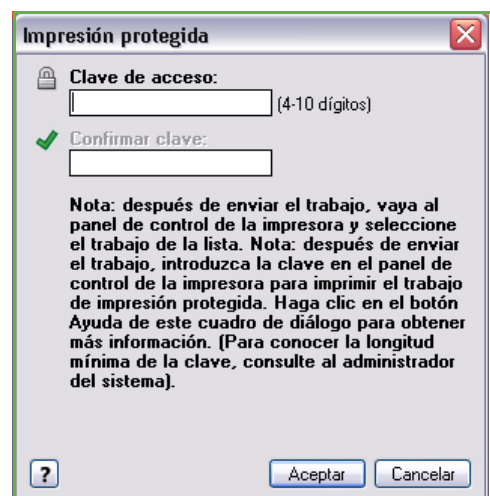 Impresión protegida
Clave de acceso:
(4-10 dígitos)
Confirmar clave:
Nota: después de enviar el trabajo, vaya al
panel de control de la impresora y seleccione
el trabajo de la lista. Nota: después de enviar
el trabajo, introduzca la clave en el panel de
control de la impresora para imprimir el trabajo
de impresión protegida. Haga clic en el botón
Ayuda de este cuadro de diálogo para obtener
más información. (Para conocer la longitud
mínima de la clave, consulte al administrador
del sistema).
? Aceptar Cancelar